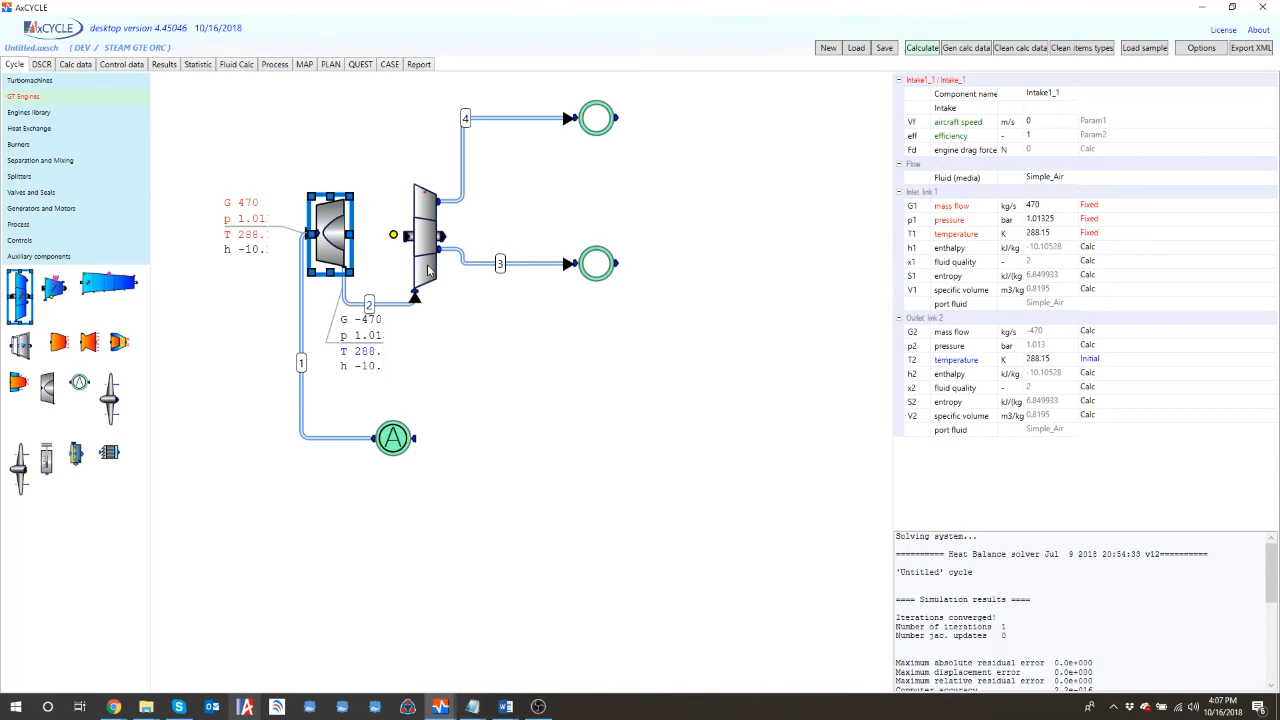 AxCYCLE
AxCYCLE desktop version 4.45046 10/16/2018
License About
Untitled.axsch ( DEV / STEAM GTE ORC )
New Load Save Calculate Gen calc data Clean calc data Clean items types Load sample Options Export XML
Cycle DSCR Calc data Control data Results Statistic Fluid Calc Process MAP PLAN QUEST CASE Report
Turbomachines
GT Engines
Engines library
Heat Exchange
Burners
Separation and Mixing
Splitters
Valves and Seals
Generators and Motors
Process
Controls
Auxiliary components
A
4
G 470
p 1.01
T 288.
h -10.
3
2
G -470
p 1.01
T 288.
h -10.
1
A
Intake1_1 / Intake_1
Component name Intake1_1
Intake
Vf aircraft speed m/s 0 Param1
eff efficiency - 1 Param2
Fd engine drag force N 0 Calc
Flow
Fluid (media) Simple_Air
Inlet link 1
G1 mass flow kg/s 470 Fixed
p1 pressure bar 1.01325 Fixed
T1 temperature K 288.15 Fixed
h1 enthalpy kJ/kg -10.10528 Calc
x1 fluid quality - 2 Calc
S1 entropy kJ/(kg 6.849933 Calc
V1 specific volume m3/kg 0.8195 Calc
port fluid Simple_Air
Outlet link 2
G2 mass flow kg/s -470 Calc
p2 pressure bar 1.013 Calc
T2 temperature K 288.15 Initial
h2 enthalpy kJ/kg -10.10528 Calc
x2 fluid quality - 2 Calc
S2 entropy kJ/(kg 6.849933 Calc
V2 specific volume m3/kg 0.8195 Calc
port fluid Simple_Air
Solving system...
========== Heat Balance solver Jul 9 2018 20:54:33 v12==========
'Untitled' cycle
==== Simulation results ====
Iterations converged!
Number of iterations 1
Number jac. updates 0
Maximum absolute residual error 0.0e+000
Maximum displacement error 0.0e+000
Maximum relative residual error 0.0e+000
Computer accuracy 2.2e-016
4:07 PM
10/16/2018